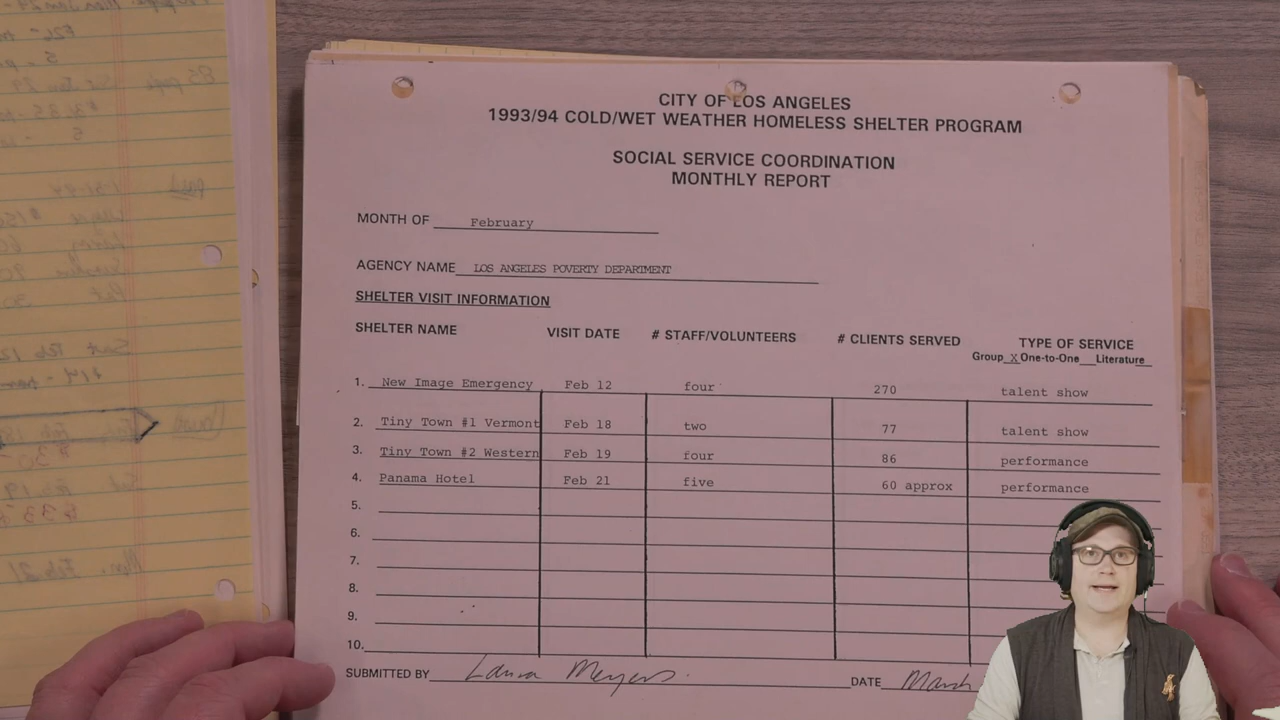 CITY OF LOS ANGELES
1993/94 COLD/WET WEATHER HOMELESS SHELTER PROGRAM
SOCIAL SERVICE COORDINATION
MONTHLY REPORT
MONTH OF February
AGENCY NAME LOS ANGELES POVERTY DEPARTMENT
SHELTER VISIT INFORMATION
SHELTER NAME VISIT DATE # STAFF/VOLUNTEERS # CLIENTS SERVED TYPE OF SERVICE
Group X One-to-One Literature
1. New Image Emergency Feb 12 four 270 talent show
2. Tiny Town #1 Vermont Feb 18 two 77 talent show
3. Tiny Town #2 Western Feb 19 four 86 performance
4. Panama Hotel Feb 21 five 60 approx performance
5.
6.
7.
8.
9.
10.
SUBMITTED BY Laura Meyers DATE March